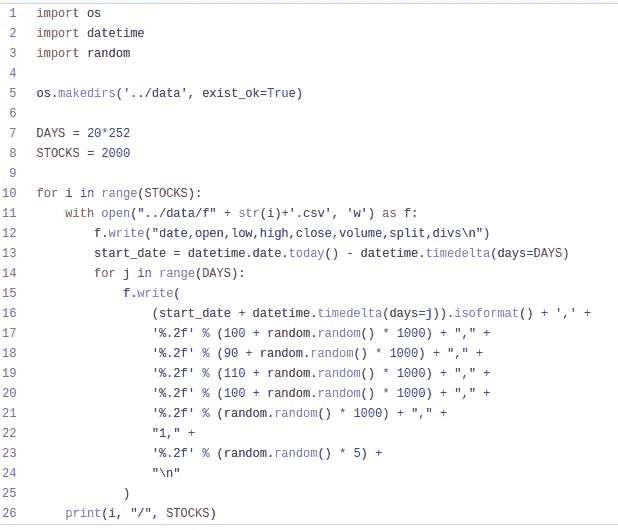 1 import os
2 import datetime
3 import random
4
5 os.makedirs('../data', exist_ok=True)
6
7 DAYS = 20*252
8 STOCKS = 2000
9
10 for i in range(STOCKS):
11     with open("../data/f" + str(i)+'.csv', 'w') as f:
12         f.write("date,open,low,high,close,volume,split,divs\n")
13         start_date = datetime.date.today() - datetime.timedelta(days=DAYS)
14         for j in range(DAYS):
15             f.write(
16                 (start_date + datetime.timedelta(days=j)).isoformat() + ',' +
17                 '%.2f' % (100 + random.random() * 1000) + "," +
18                 '%.2f' % (90 + random.random() * 1000) + "," +
19                 '%.2f' % (110 + random.random() * 1000) + "," +
20                 '%.2f' % (100 + random.random() * 1000) + "," +
21                 '%.2f' % (random.random() * 1000) + "," +
22                 "1," +
23                 '%.2f' % (random.random() * 5) +
24                 "\n"
25             )
26     print(i, "/", STOCKS)